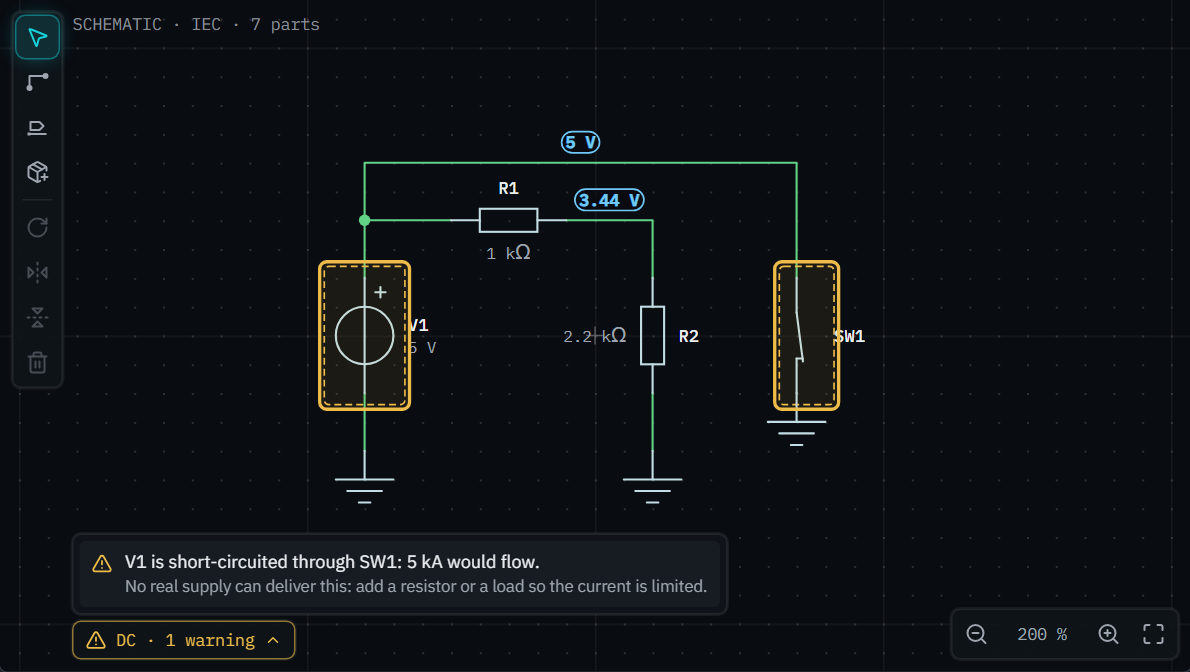 SCHEMATIC · IEC · 7 parts
5 V
R1
3.44 V
1 kΩ
+
V1
5 V
2.2 kΩ
R2
SW1
V1 is short-circuited through SW1: 5 kA would flow.
No real supply can deliver this: add a resistor or a load so the current is limited.
DC · 1 warning
200 %